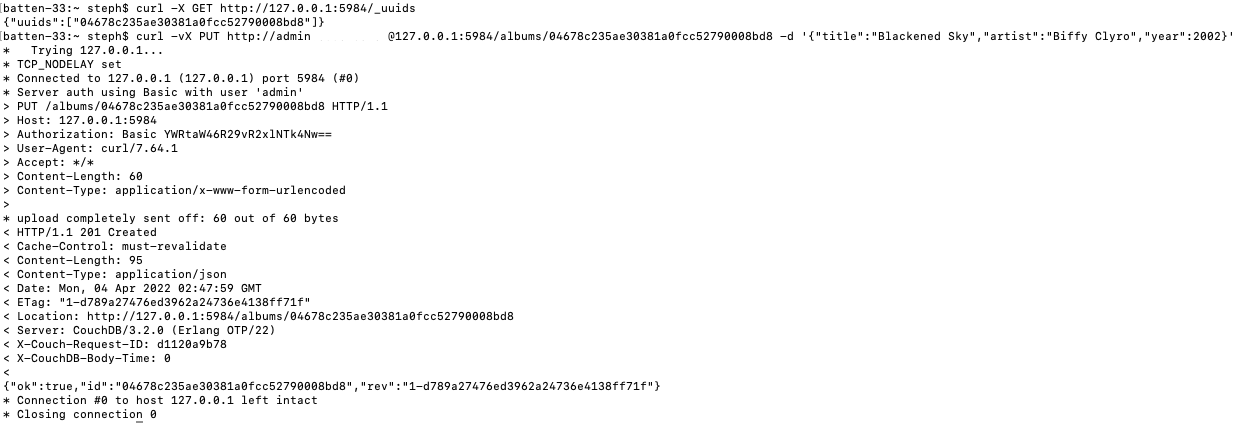 [batten-33:~ steph$ curl -X GET http://127.0.0.1:5984/_uuids
{"uuids":["04678c235ae30381a0fcc52790008bd8"]}
[batten-33:~ steph$ curl -vX PUT http://admin @127.0.0.1:5984/albums/04678c235ae30381a0fcc52790008bd8 -d '{"title":"Blackened Sky","artist":"Biffy Clyro","year":2002}'
* Trying 127.0.0.1...
* TCP_NODELAY set
* Connected to 127.0.0.1 (127.0.0.1) port 5984 (#0)
* Server auth using Basic with user 'admin'
> PUT /albums/04678c235ae30381a0fcc52790008bd8 HTTP/1.1
> Host: 127.0.0.1:5984
> Authorization: Basic YWRtaW46R29vR2xlNTk4Nw==
> User-Agent: curl/7.64.1
> Accept: */*
> Content-Length: 60
> Content-Type: application/x-www-form-urlencoded
>
* upload completely sent off: 60 out of 60 bytes
< HTTP/1.1 201 Created
< Cache-Control: must-revalidate
< Content-Length: 95
< Content-Type: application/json
< Date: Mon, 04 Apr 2022 02:47:59 GMT
< ETag: "1-d789a27476ed3962a24736e4138ff71f"
< Location: http://127.0.0.1:5984/albums/04678c235ae30381a0fcc52790008bd8
< Server: CouchDB/3.2.0 (Erlang OTP/22)
< X-Couch-Request-ID: d1120a9b78
< X-CouchDB-Body-Time: 0
<
{"ok":true,"id":"04678c235ae30381a0fcc52790008bd8","rev":"1-d789a27476ed3962a24736e4138ff71f"}
* Connection #0 to host 127.0.0.1 left intact
* Closing connection 0